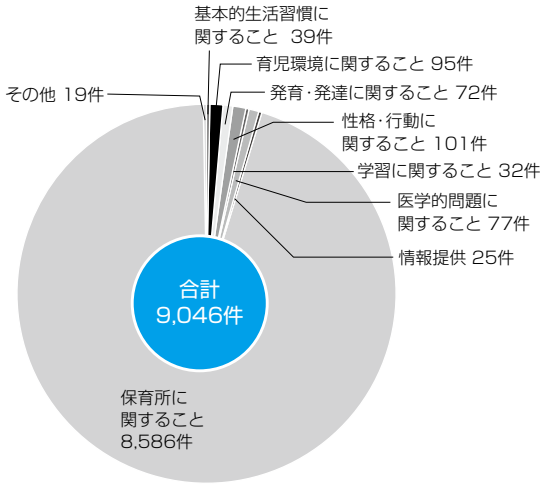 基本的生活習慣に
関すること 39件
育児環境に関すること 95件
その他 19件
発育・発達に関すること 72件
性格・行動に
関すること 101件
学習に関すること 32件
医学的問題に
関すること 77件
情報提供 25件
合計
9,046件
保育所に
関すること
8,586件